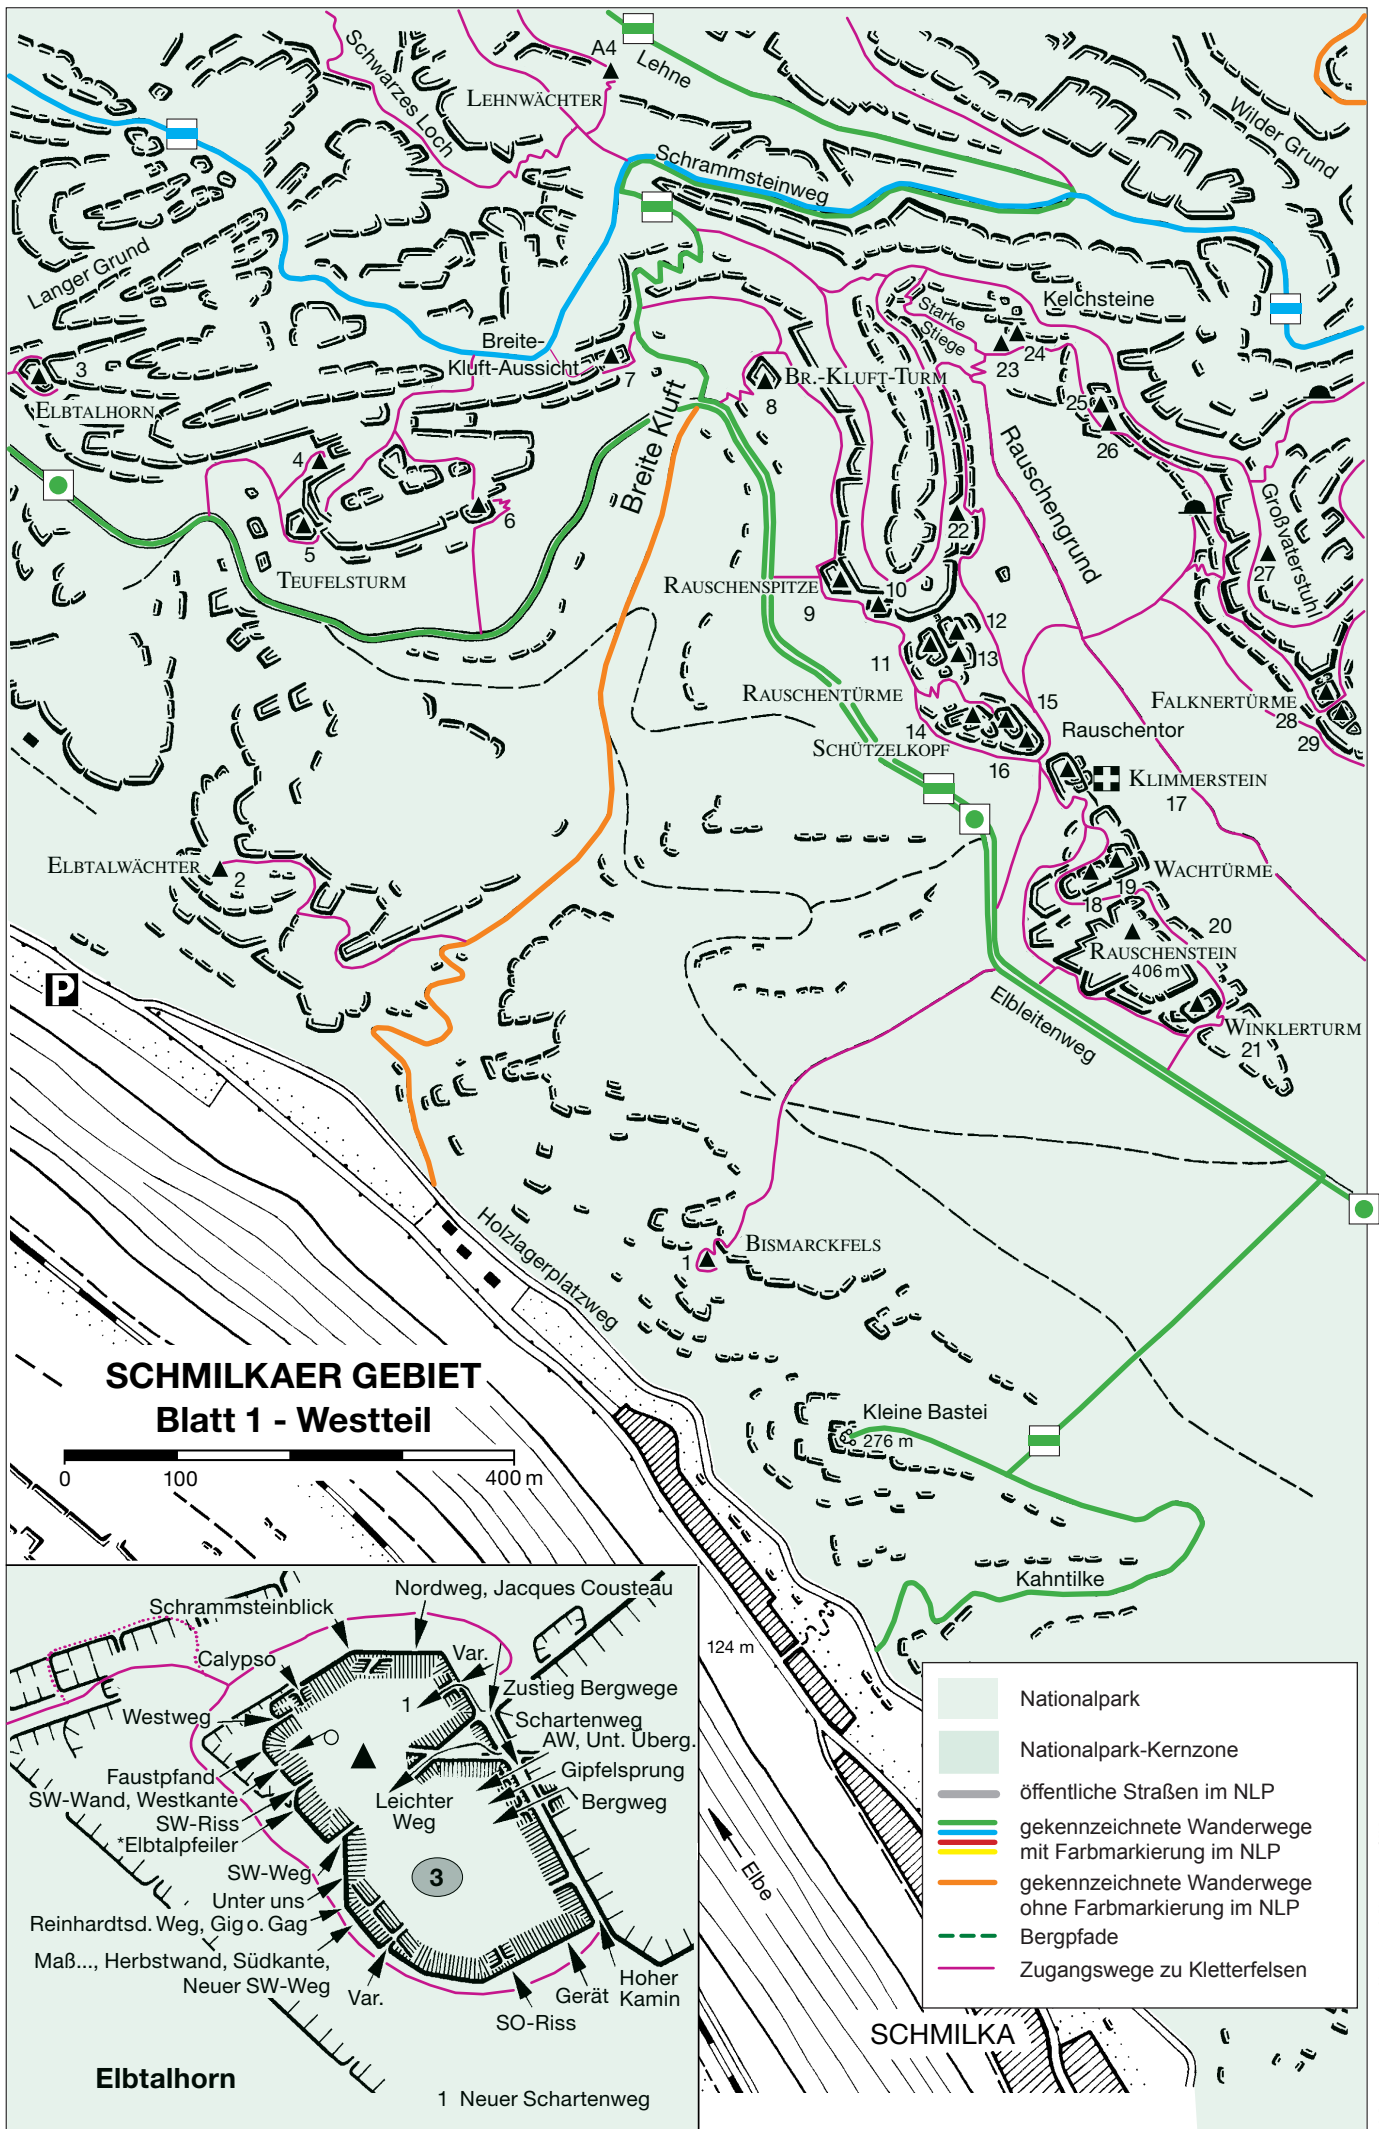 A4
Lehne
Schwarzes Loch
LEHNWÄCHTER
Wilder Grund
Schrammsteinweg
Langer Grund
Kelchsteine
Starke
Stiege
24
23
Breite-
Kluft-Aussicht
7
BR.-KLUFT-TURM
8
3
ELBTALHORN
25
26
Breite Kluft
Rauschengrund
4
6
5
TEUFELSTURM
22
Großvaterstuhl
27
RAUSCHENSPITZE
9
10
12
11
13
RAUSCHENTÜRME
14
15
FALKNERTÜRME
28
29
Rauschentor
SCHÜTZELKOPF
16
KLIMMERSTEIN
17
ELBTALWÄCHTER
2
WACHTÜRME
19
18
20
RAUSCHENSTEIN
406 m
P
Elbleitenweg
WINKLERTURM
21
Holzlagerplatzweg
BISMARCKFELS
1
SCHMILKAER GEBIET
Blatt 1 - Westteil
0
100
400 m
Kleine Bastei
276 m
Kahntilke
124 m
Elbe
SCHMILKA
Nordweg, Jacques Cousteau
Schrammsteinblick
Calypso
Var.
1
Zustieg Bergwege
Westweg
Schartenweg
AW, Unt. Überg.
Faustpfand
Gipfelsprung
SW-Wand, Westkante
Leichter
Weg
Bergweg
SW-Riss
*Elbtalpfeiler
SW-Weg
3
Unter uns
Reinhardtsd. Weg, Gig o. Gag
Maß..., Herbstwand, Südkante,
Neuer SW-Weg
Var.
Hoher
Kamin
Gerät
SO-Riss
Elbtalhorn
1 Neuer Schartenweg
Nationalpark
Nationalpark-Kernzone
öffentliche Straßen im NLP
gekennzeichnete Wanderwege
mit Farbmarkierung im NLP
gekennzeichnete Wanderwege
ohne Farbmarkierung im NLP
Bergpfade
Zugangswege zu Kletterfelsen